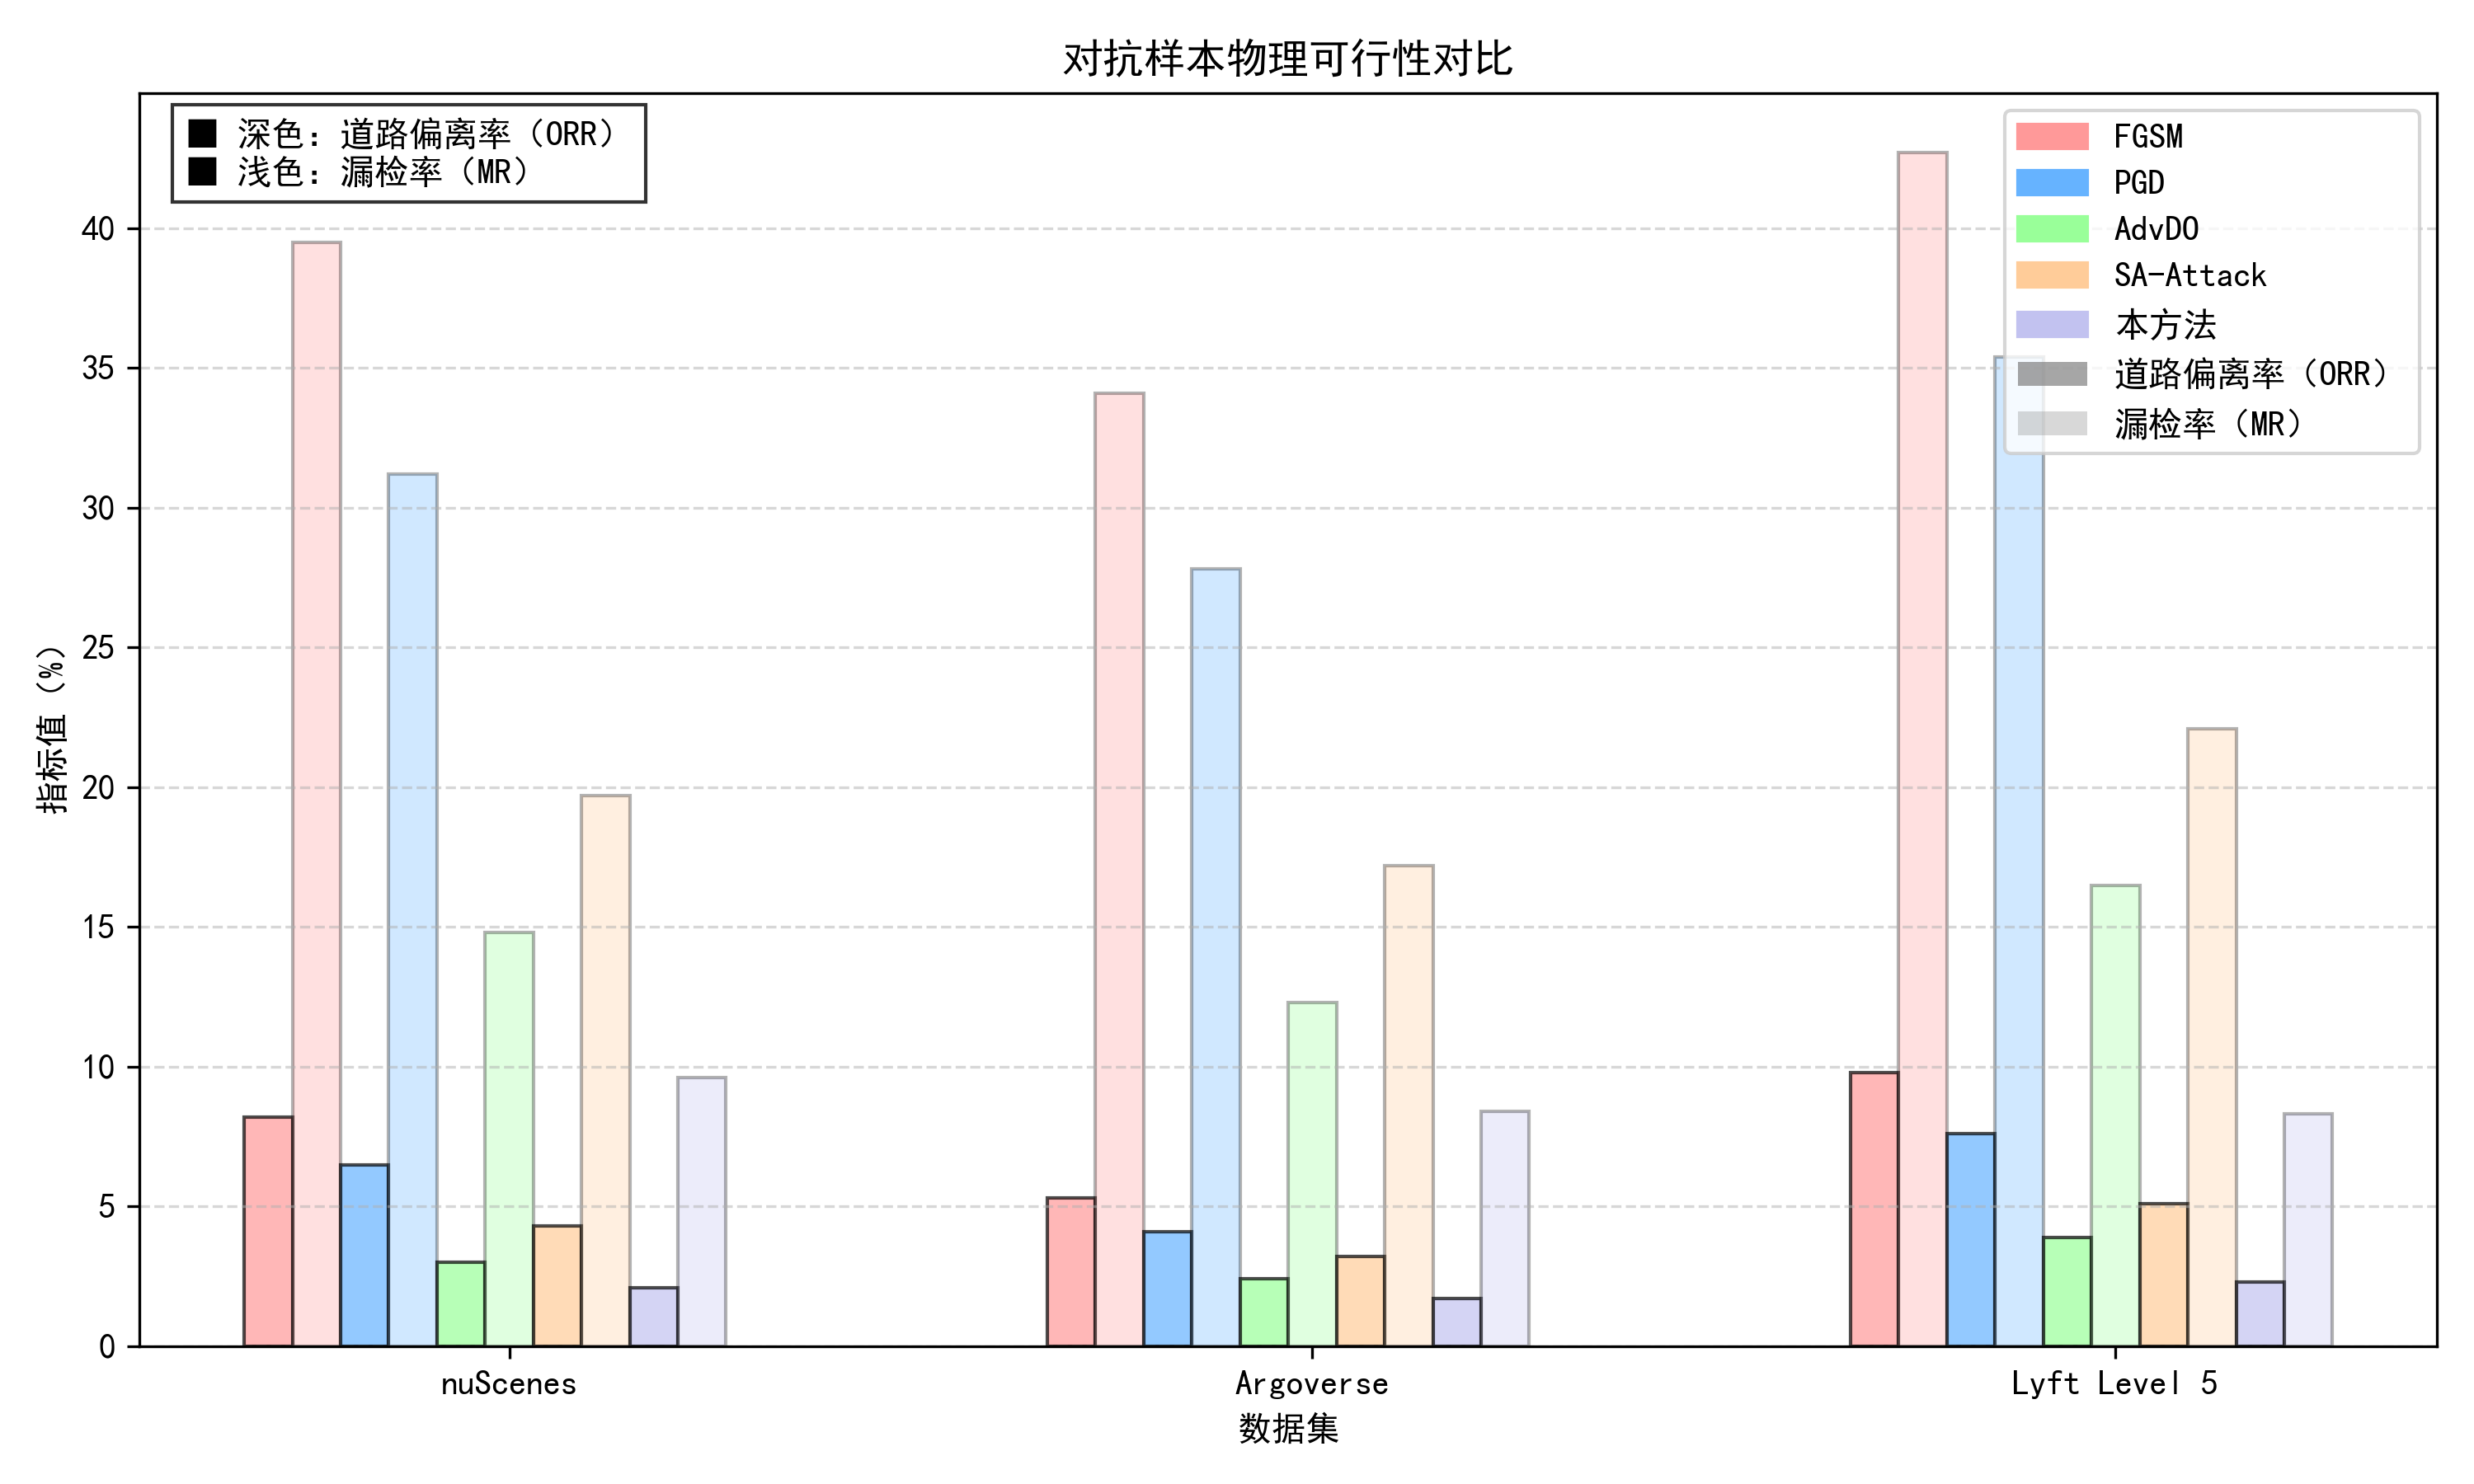 对抗样本物理可行性对比
■ 深色：道路偏离率（ORR）
■ 浅色：漏检率（MR）
FGSM
PGD
AdvDO
SA-Attack
本方法
道路偏离率（ORR）
漏检率（MR）
指标值（%）
40
35
30
25
20
15
10
5
0
nuScenes
Argoverse
Lyft Level 5
数据集